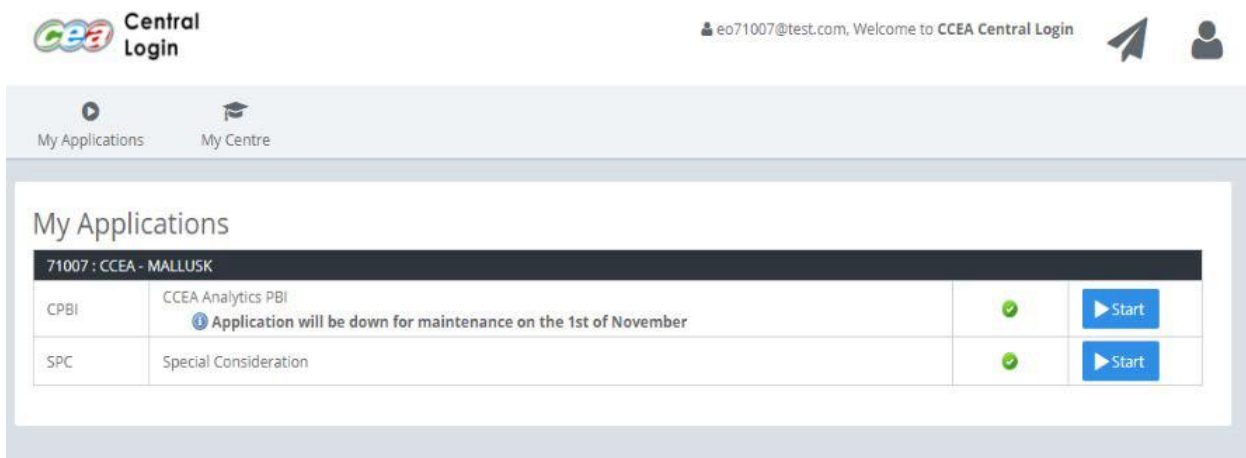 ccea Central
Login
eo71007@test.com, Welcome to CCEA Central Login
My Applications My Centre
My Applications
71007 : CCEA - MALLUSK
CPBI CCEA Analytics PBI Start
Application will be down for maintenance on the 1st of November
SPC Special Consideration Start